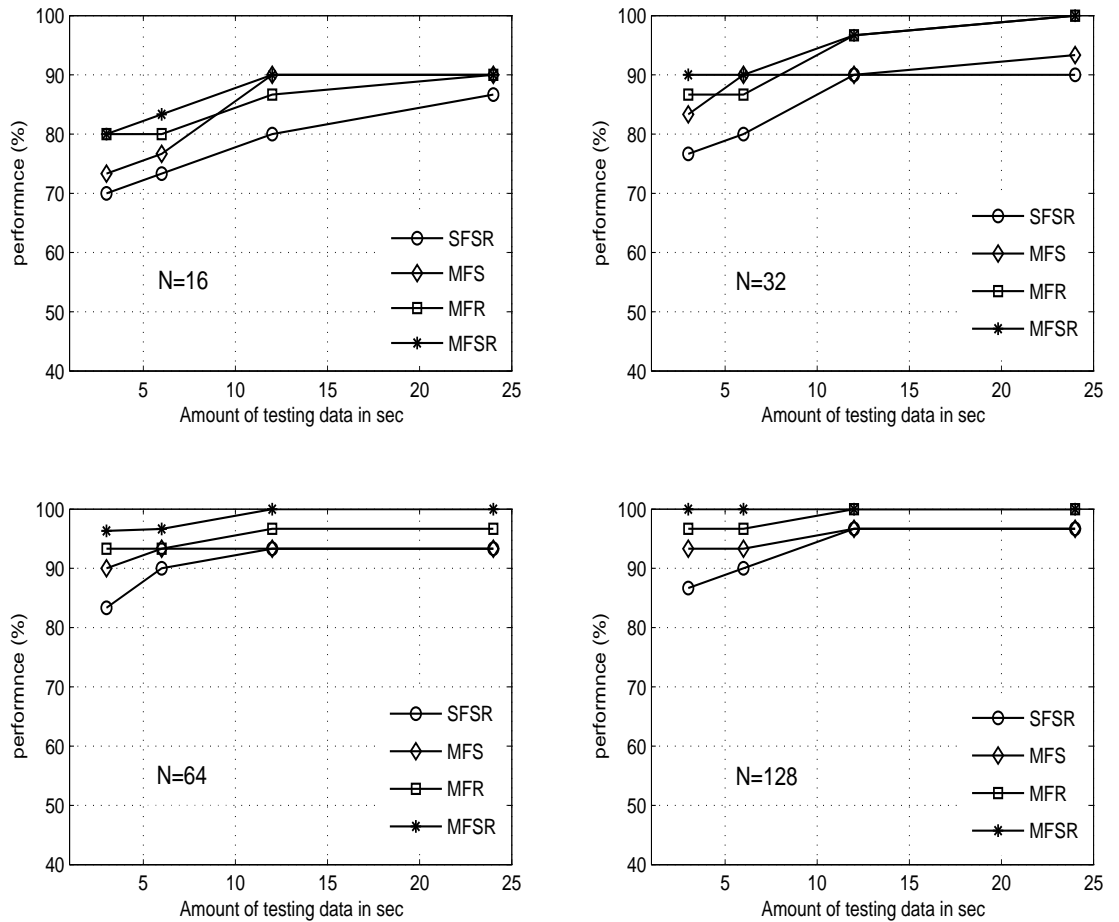 100
90
80
70
60
50
40
performnce (%)
N=16
SFSR
MFS
MFR
MFSR
5
10
15
20
25
Amount of testing data in sec
100
90
80
70
60
50
40
performnce (%)
N=32
SFSR
MFS
MFR
MFSR
5
10
15
20
25
Amount of testing data in sec
100
90
80
70
60
50
40
performnce (%)
N=64
SFSR
MFS
MFR
MFSR
5
10
15
20
25
Amount of testing data in sec
100
90
80
70
60
50
40
performnce (%)
N=128
SFSR
MFS
MFR
MFSR
5
10
15
20
25
Amount of testing data in sec